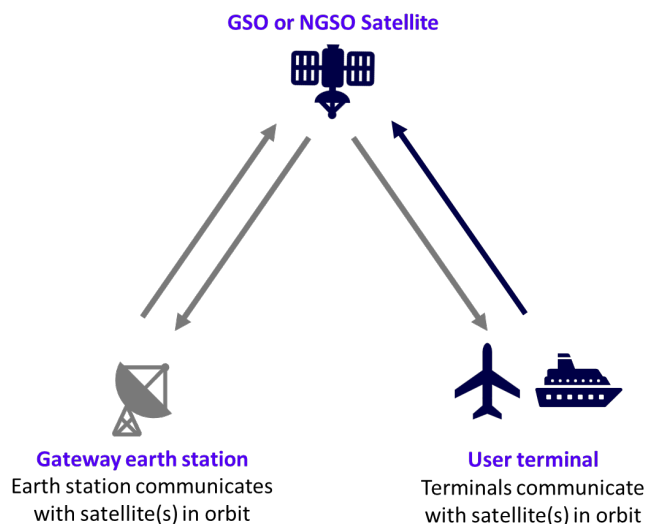 GSO or NGSO Satellite
Gateway earth station
Earth station communicates
with satellite(s) in orbit
User terminal
Terminals communicate
with satellite(s) in orbit